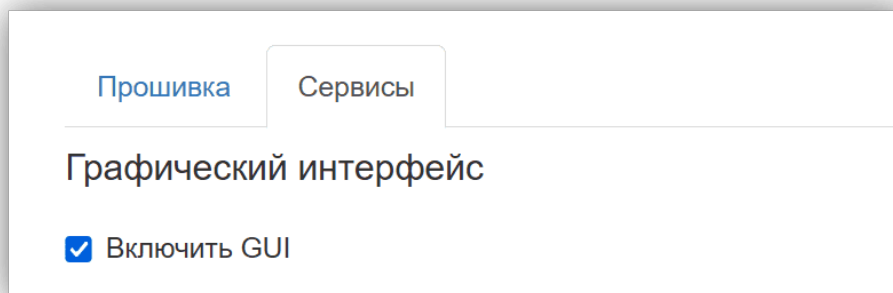 Прошивка Сервисы
Графический интерфейс
Включить GUI